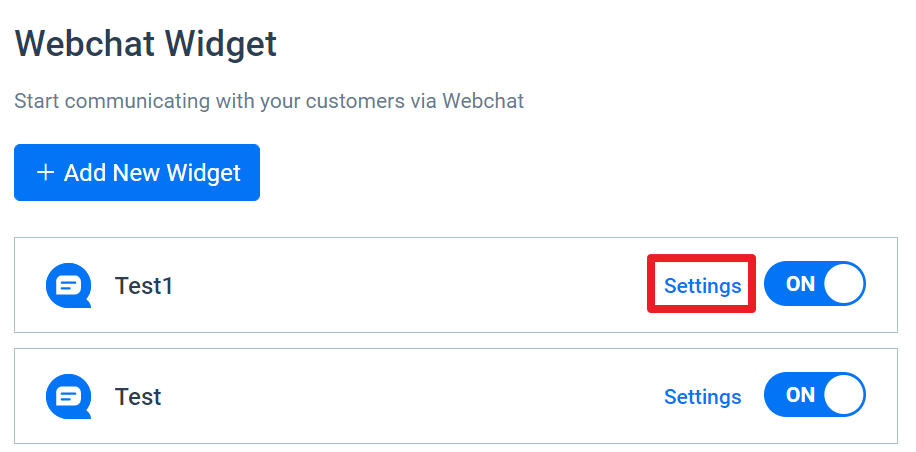 Webchat Widget
Start communicating with your customers via Webchat
+ Add New Widget
Test1 Settings ON
Test Settings ON